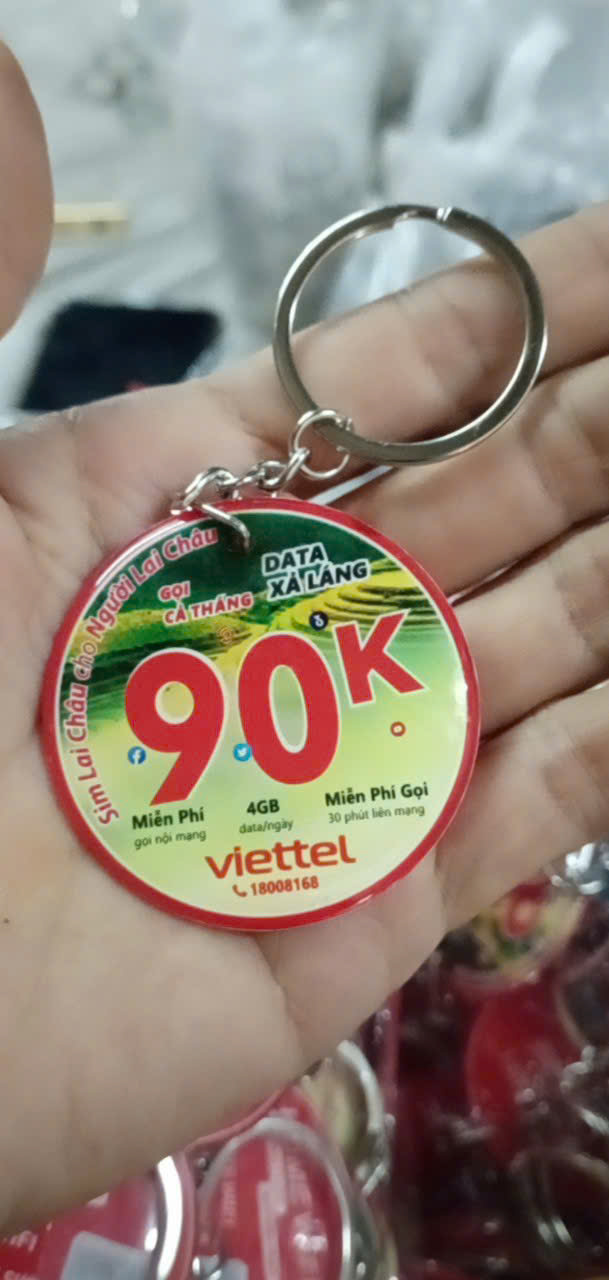 Sim Lai Châu cho Người Lai Châu
GỌI
CẢ THÁNG
DATA
XẢ LÁNG
90K
Miễn Phí
gọi nội mạng
4GB
data/ngày
Miễn Phí Gọi
30 phút liên mạng
viettel
18008168